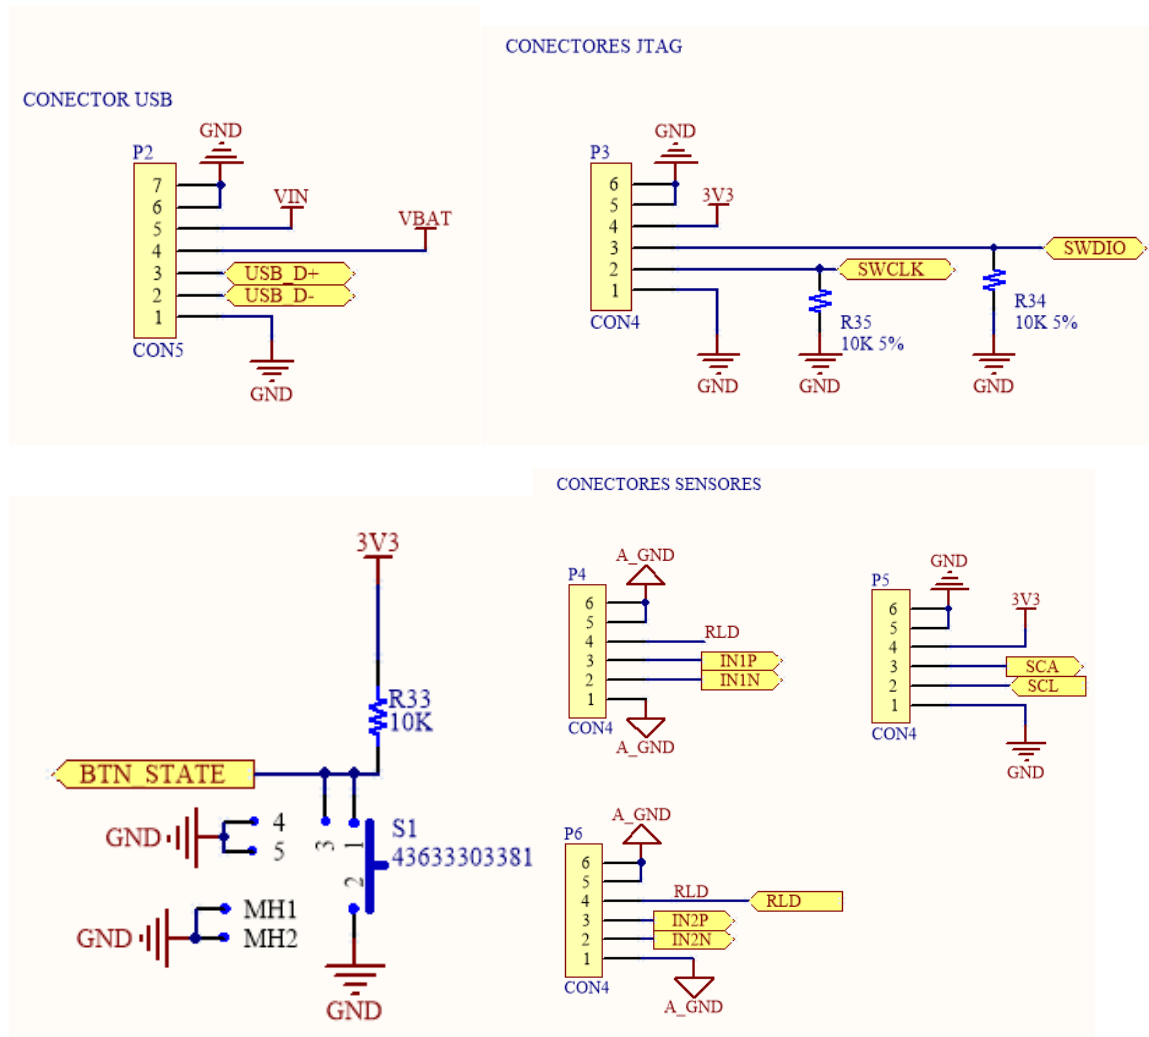 CONECTOR USB
GND
P2
7
6
5
4
3
2
1
VIN
VBAT
USB_D+
USB_D-
CON5
GND
CONECTORES JTAG
GND
P3
6
5
4
3
2
1
3V3
SWDIO
SWCLK
R34
10K 5%
R35
10K 5%
CON4
GND
GND
GND
3V3
R33
10K
BTN_STATE
GND
4
5
3
1
2
S1
43633303381
GND
MH1
MH2
GND
CONECTORES SENSORES
A_GND
P4
6
5
4
3
2
1
RLD
IN1P
IN1N
CON4
A_GND
GND
P5
6
5
4
3
2
1
3V3
SCA
SCL
CON4
GND
A_GND
P6
6
5
4
3
2
1
RLD
RLD
IN2P
IN2N
CON4
A_GND